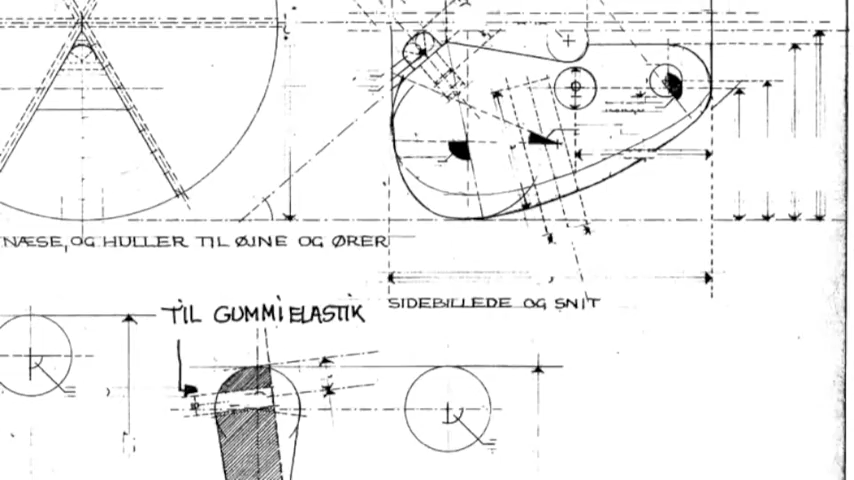 NÆSE, OG HULLER TIL ØJNE OG ØRER
SIDEBILLEDE OG SNIT
TIL GUMMIELASTIK